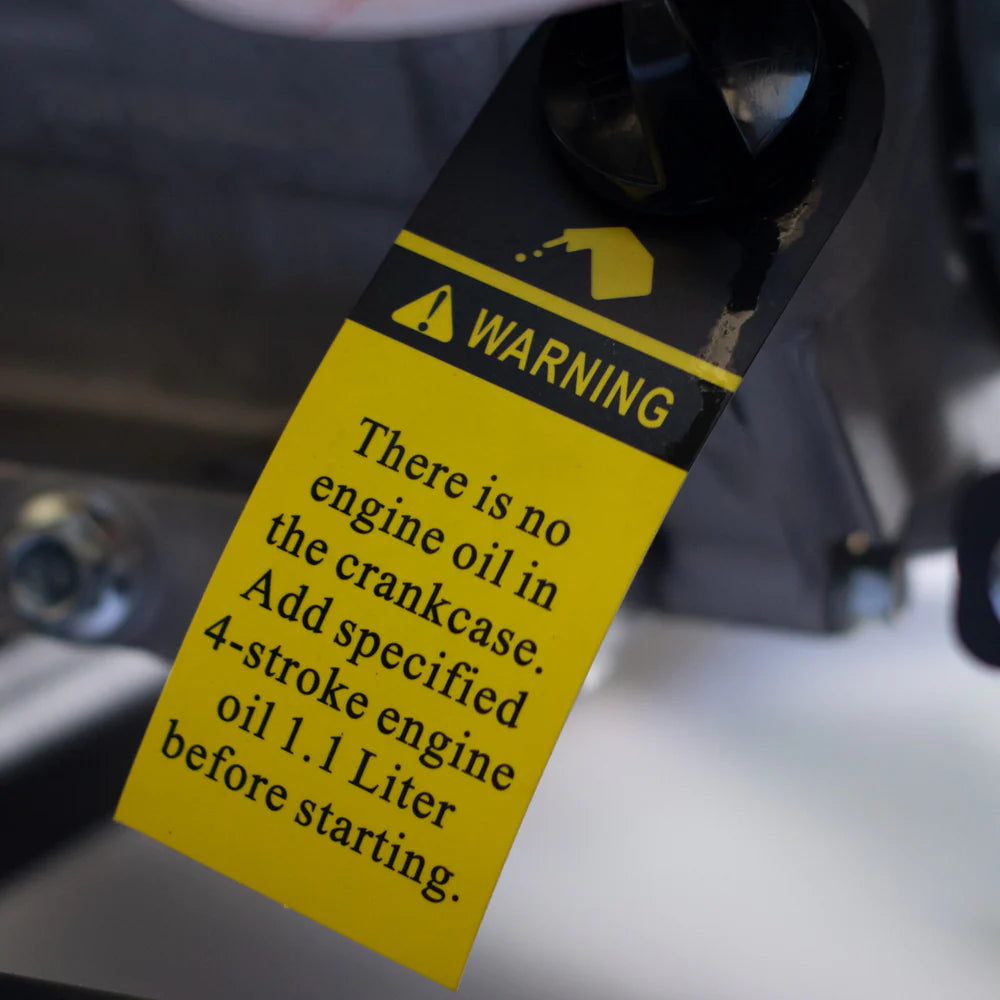 WARNING
There is no
engine oil in
the crankcase.
Add specified
4-stroke engine
oil 1.1 Liter
before starting.